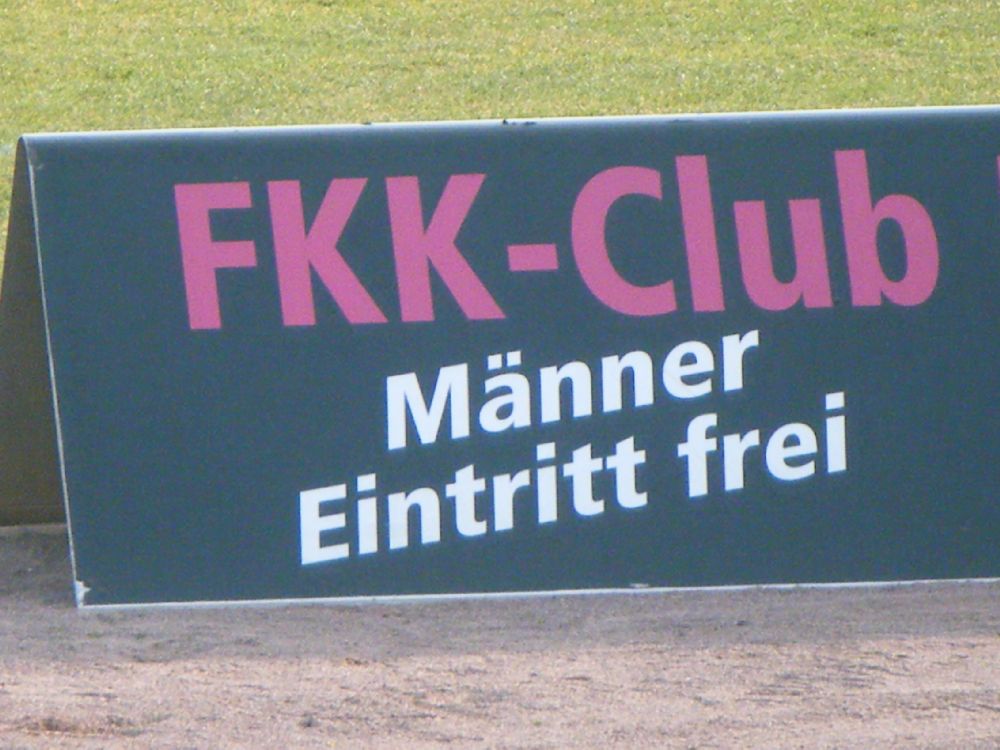 FKK-Club
Männer
Eintritt frei